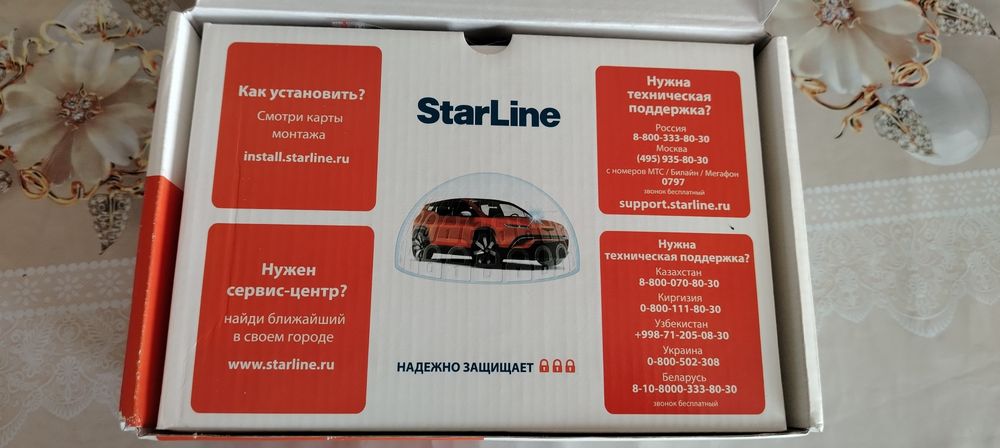 Как установить?
Смотри карты
монтажа
install.starline.ru
Нужен
сервис-центр?
найди ближайший
в своем городе
www.starline.ru
StarLine
НАДЕЖНО ЗАЩИЩАЕТ
Нужна
техническая
поддержка?
Россия
8-800-333-80-30
Москва
(495) 935-80-30
с номеров МТС / Билайн / Мегафон
0797
звонок бесплатный
support.starline.ru
Нужна
техническая поддержка?
Казахстан
8-800-070-80-30
Киргизия
0-800-111-80-30
Узбекистан
+998-71-205-08-30
Украина
0-800-502-308
Беларусь
8-10-8000-333-80-30
звонок бесплатный